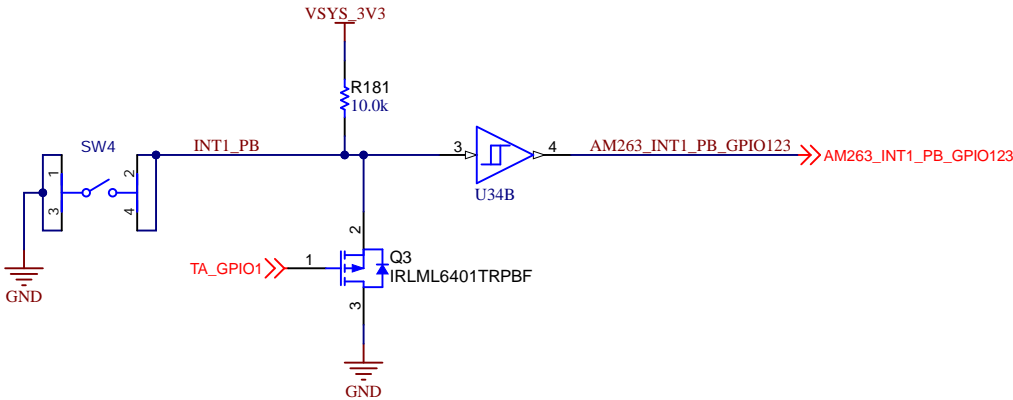 VSYS_3V3
R181
10.0k
SW4
INT1_PB
1
3
2
4
3
4
AM263_INT1_PB_GPIO123
AM263_INT1_PB_GPIO123
U34B
GND
2
TA_GPIO1
1
Q3
IRLML6401TRPBF
3
GND